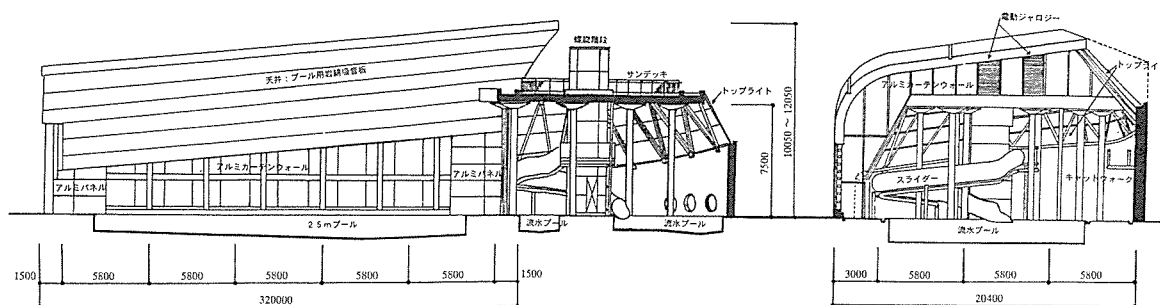 電動ジャロジー
螺旋階段
天井:プール用岩綿吸音板
サンデッキ
トップライト
アルミカーテンウォール
トップライ
10050 ~ 12050
7500
アルミカーテンウォール
アルミパネル
アルミパネル
スライダー
キャットウォーク
25mプール
流水プール
流水プール
流水プール
1500 5800 5800 5800 5800 5800 1500
320000
3000 5800 5800 5800
20400